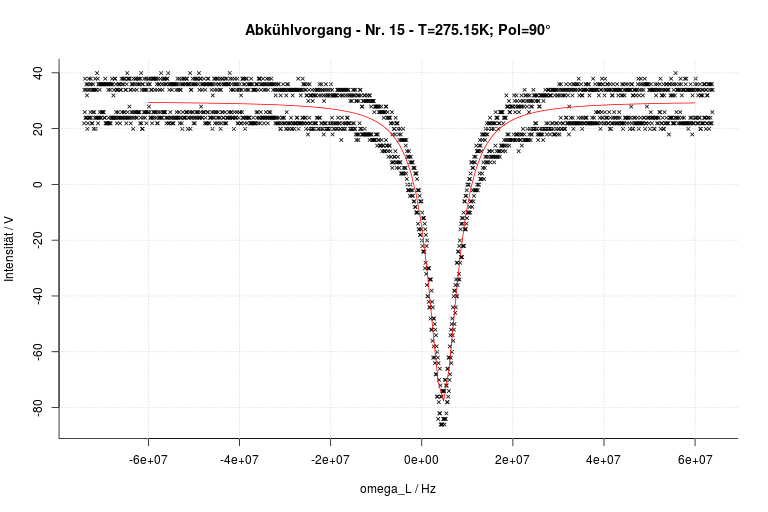 Abkühlvorgang - Nr. 15 - T=275.15K; Pol=90°
Intensität / V
40
20
0
-20
-40
-60
-80
-6e+07 -4e+07 -2e+07 0e+00 2e+07 4e+07 6e+07
omega_L / Hz